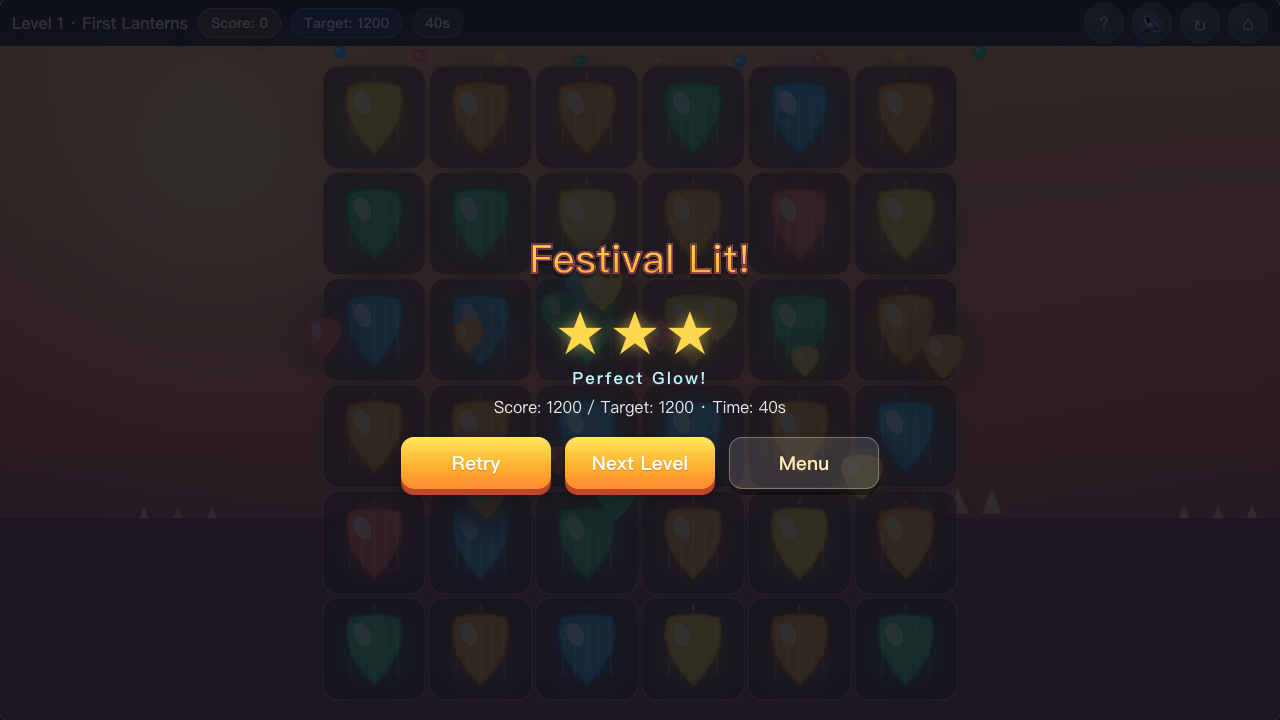 Level 1 · First Lanterns Score: 0 Target: 1200 40s ?
Festival Lit!
Perfect Glow!
Score: 1200 / Target: 1200 · Time: 40s
Retry Next Level Menu